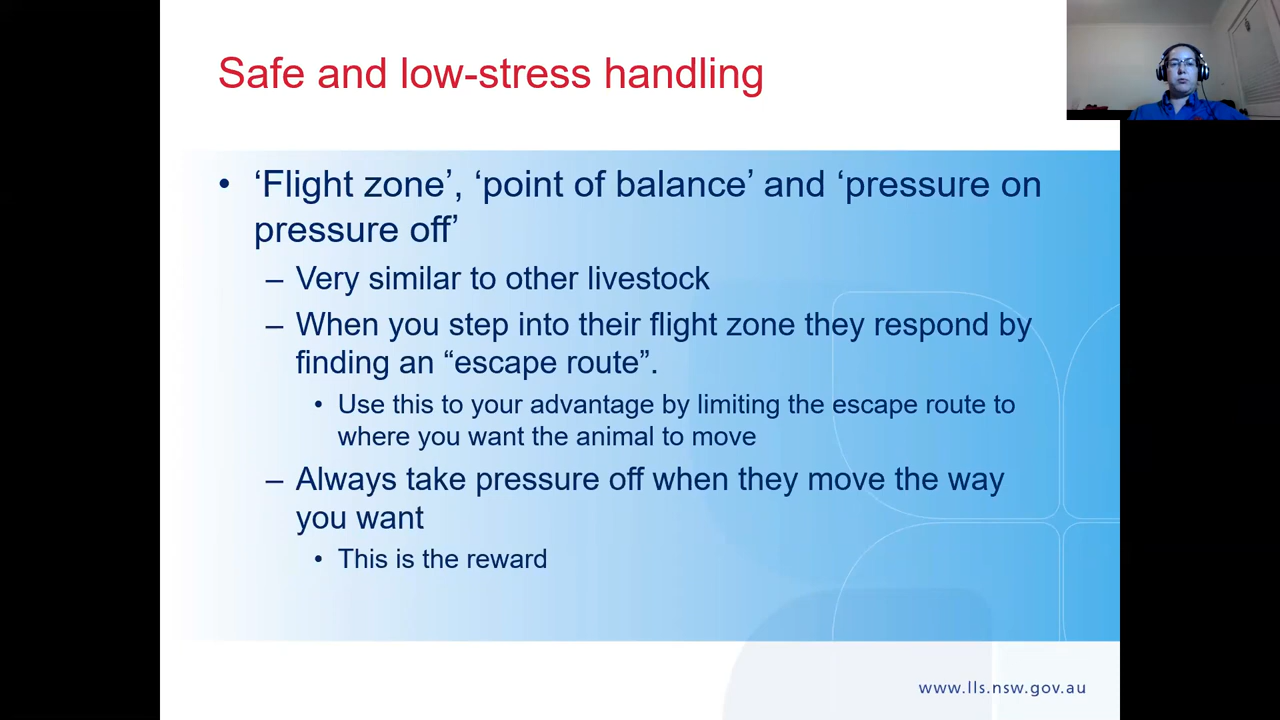 Safe and low-stress handling
• ‘Flight zone’, ‘point of balance’ and ‘pressure on
pressure off’
– Very similar to other livestock
– When you step into their flight zone they respond by
finding an “escape route”.
• Use this to your advantage by limiting the escape route to
where you want the animal to move
– Always take pressure off when they move the way
you want
• This is the reward
www.lls.nsw.gov.au